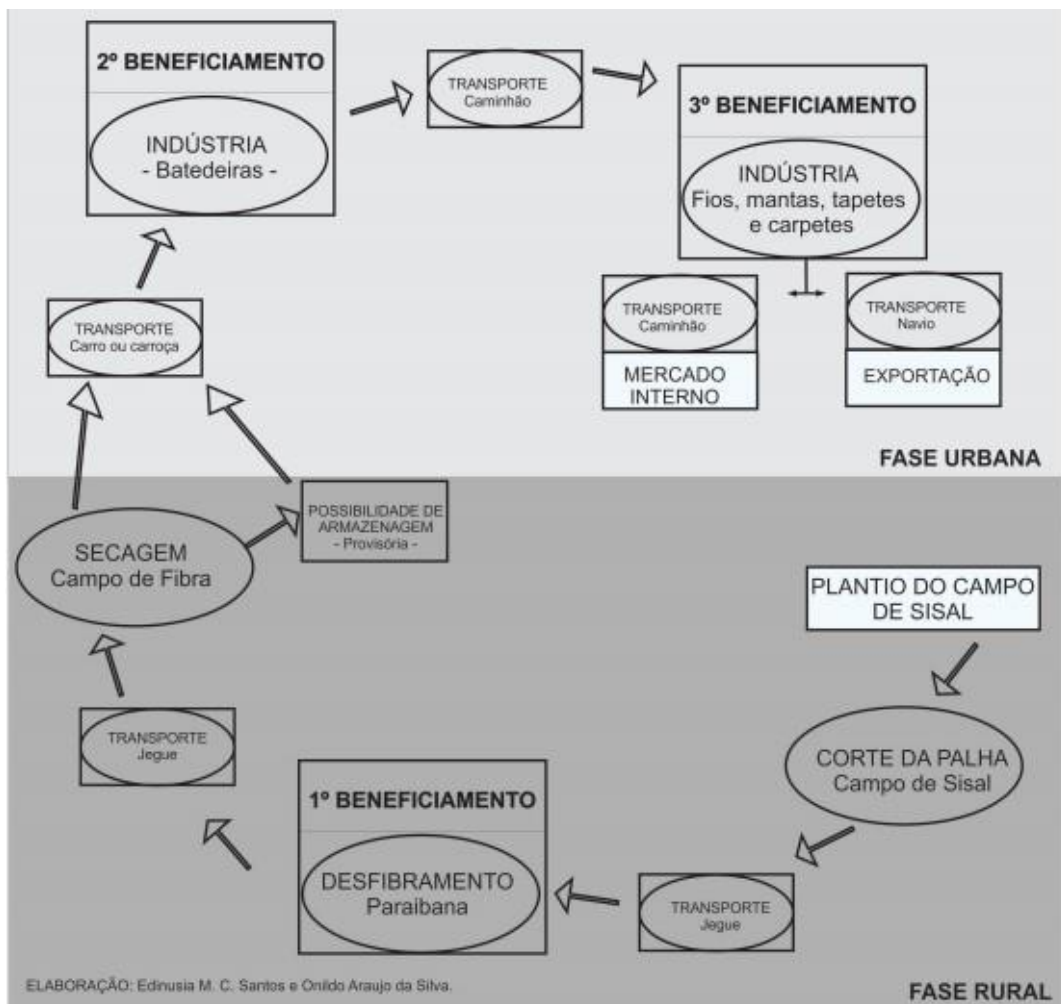 2º BENEFICIAMENTO
INDÚSTRIA
- Batedeiras -
TRANSPORTE
Caminhão
3º BENEFICIAMENTO
INDÚSTRIA
Fios, mantas, tapetes
e carpetes
TRANSPORTE
Carro ou carroça
TRANSPORTE
Caminhão
MERCADO
INTERNO
TRANSPORTE
Navio
EXPORTAÇÃO
FASE URBANA
SECAGEM
Campo de Fibra
POSSIBILIDADE DE
ARMAZENAGEM
- Provisória -
PLANTIO DO CAMPO
DE SISAL
CORTE DA PALHA
Campo de Sisal
TRANSPORTE
Jegue
1º BENEFICIAMENTO
DESFIBRAMENTO
Paraibana
TRANSPORTE
Jegue
ELABORAÇÃO: Edinusia M. C. Santos e Onildo Araujo da Silva.
FASE RURAL